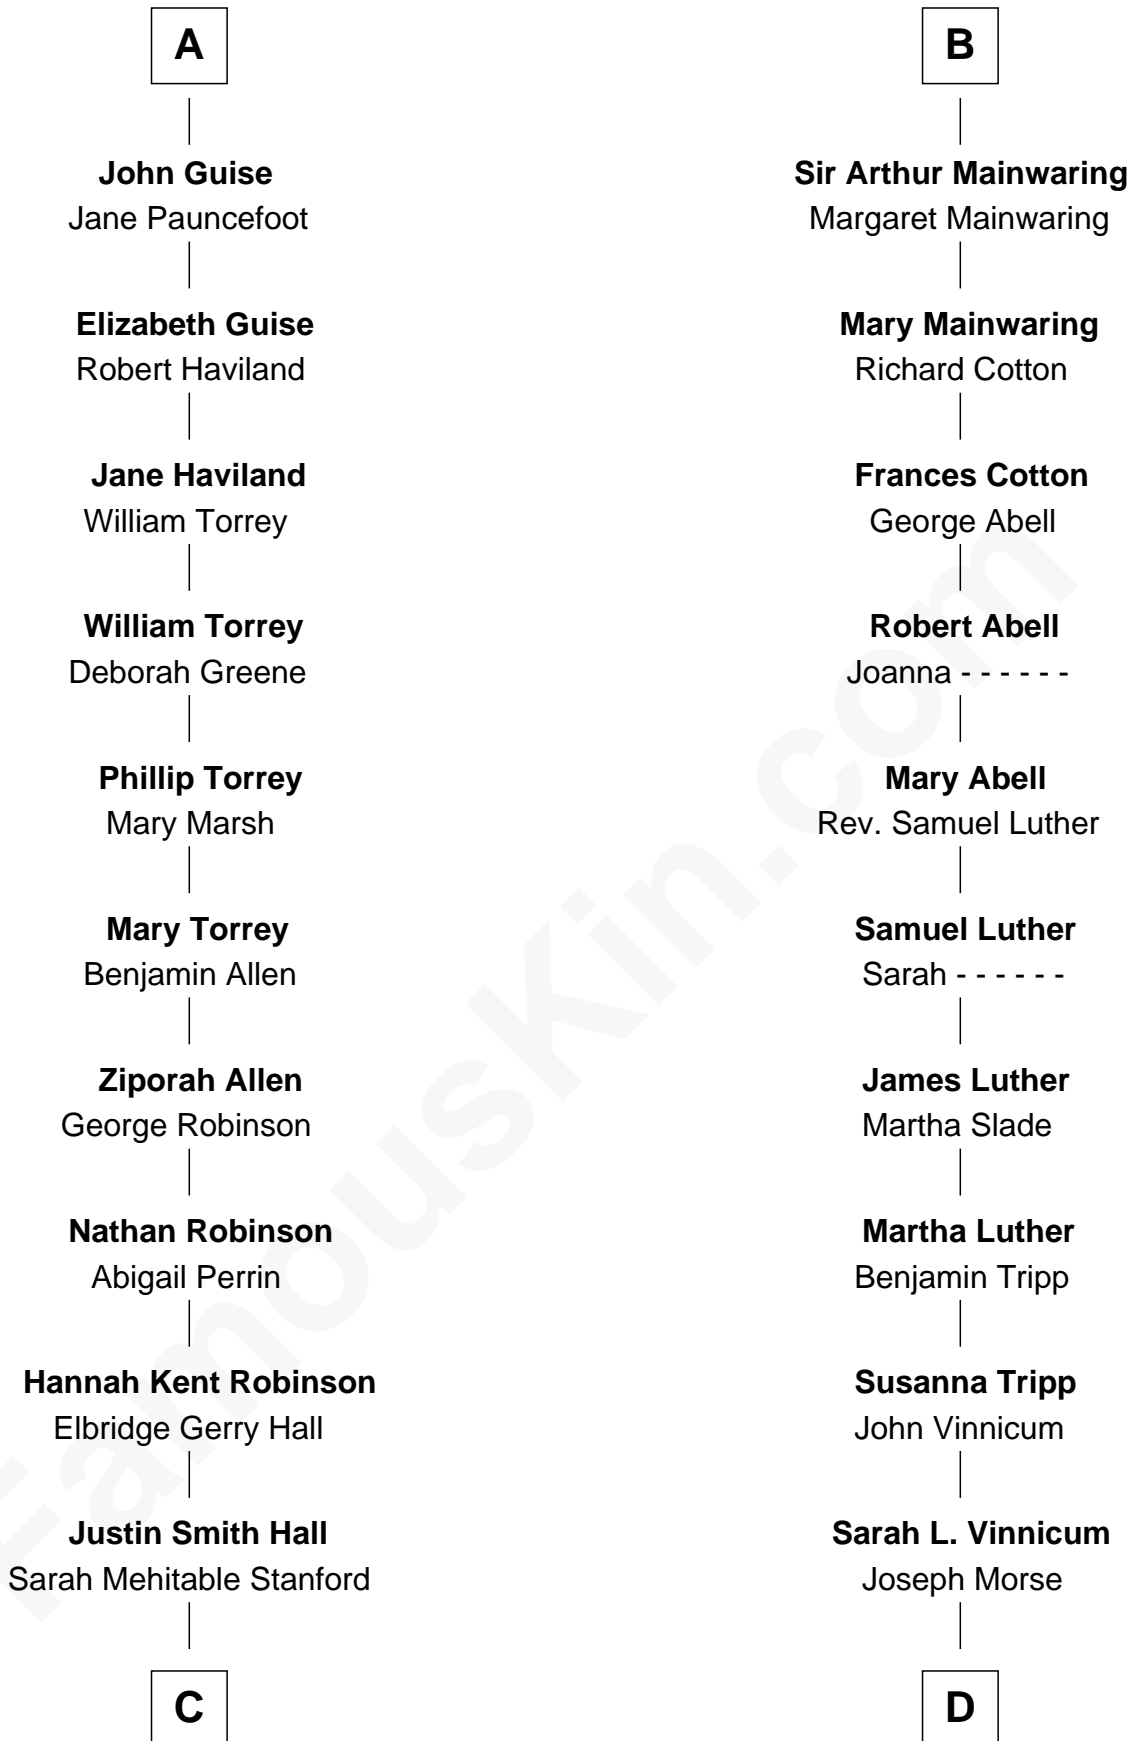 A
John Guise
Jane Pauncefoot
Elizabeth Guise
Robert Haviland
Jane Haviland
William Torrey
William Torrey
Deborah Greene
Phillip Torrey
Mary Marsh
Mary Torrey
Benjamin Allen
Ziporah Allen
George Robinson
Nathan Robinson
Abigail Perrin
Hannah Kent Robinson
Elbridge Gerry Hall
Justin Smith Hall
Sarah Mehitable Stanford
C
B
Sir Arthur Mainwaring
Margaret Mainwaring
Mary Mainwaring
Richard Cotton
Frances Cotton
George Abell
Robert Abell
Joanna - - - - - -
Mary Abell
Rev. Samuel Luther
Samuel Luther
Sarah - - - - - -
James Luther
Martha Slade
Martha Luther
Benjamin Tripp
Susanna Tripp
John Vinnicum
Sarah L. Vinnicum
Joseph Morse
D
FamousKin.com